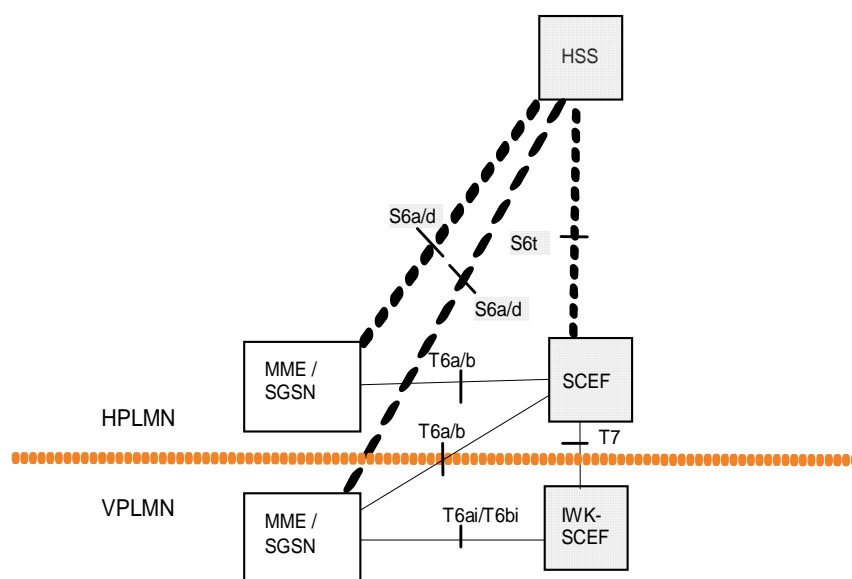 HSS
S6a/d
S6t
S6a/d
MME /
SGSN
T6a/b
SCEF
HPLMN
T6a/b
T7
VPLMN
MME /
SGSN
T6ai/T6bi
IWK-
SCEF